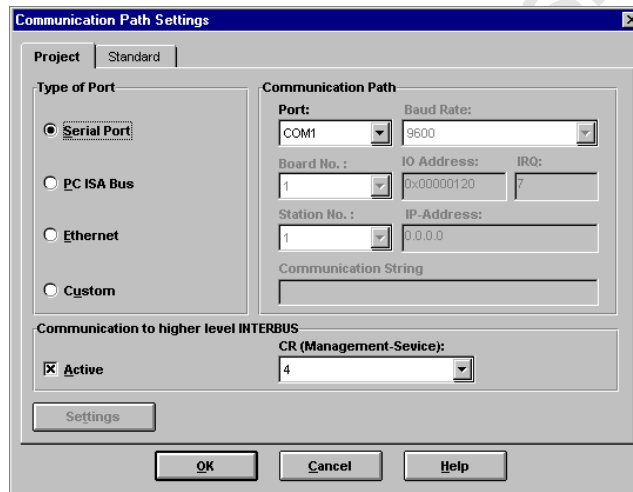 Communication Path Settings
Project Standard
Type of Port
Serial Port
PC ISA Bus
Ethernet
Custom
Communication Path
Port: Baud Rate:
COM1 9600
Board No. : IO Address: IRQ:
1 0x00000120 7
Station No. : IP-Address:
1 0.0.0.0
Communication String
Communication to higher level INTERBUS
CR (Management-Sevice):
Active 4
Settings
OK Cancel Help